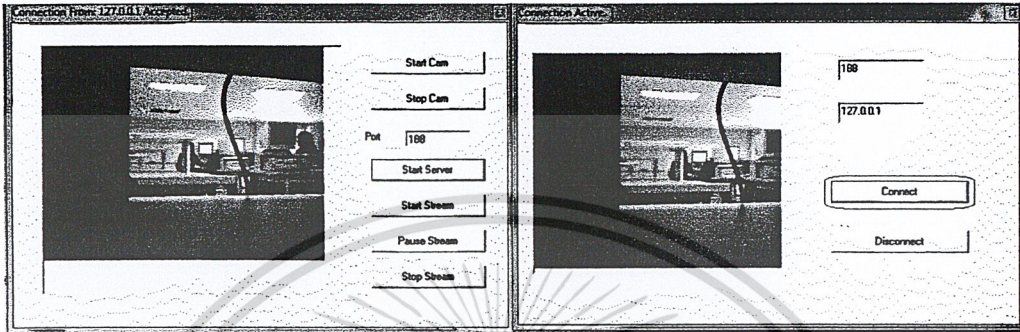 Connection From: 127.0.0.1 Accepted
Start Cam
Stop Cam
Port 188
Start Server
Start Stream
Pause Stream
Stop Stream
Connection Active
188
127.0.0.1
Connect
Disconnect